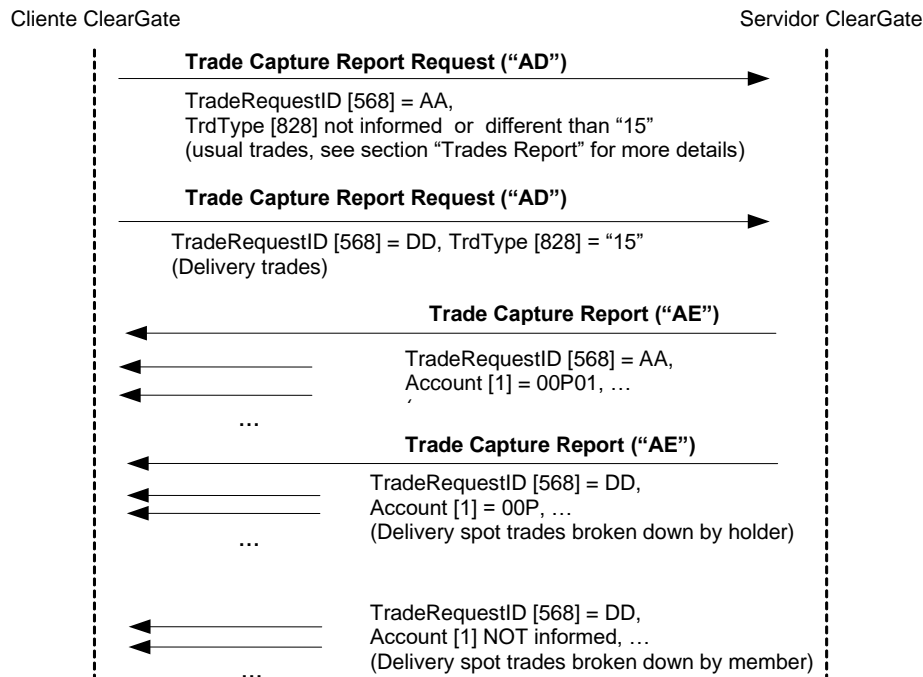 Cliente ClearGate
Servidor ClearGate
Trade Capture Report Request (“AD”)
TradeRequestID [568] = AA,
TrdType [828] not informed or different than “15”
(usual trades, see section “Trades Report” for more details)
Trade Capture Report Request (“AD”)
TradeRequestID [568] = DD, TrdType [828] = “15”
(Delivery trades)
Trade Capture Report (“AE”)
TradeRequestID [568] = AA,
Account [1] = 00P01, …
…
Trade Capture Report (“AE”)
TradeRequestID [568] = DD,
Account [1] = 00P, …
(Delivery spot trades broken down by holder)
…
TradeRequestID [568] = DD,
Account [1] NOT informed, …
(Delivery spot trades broken down by member)
…